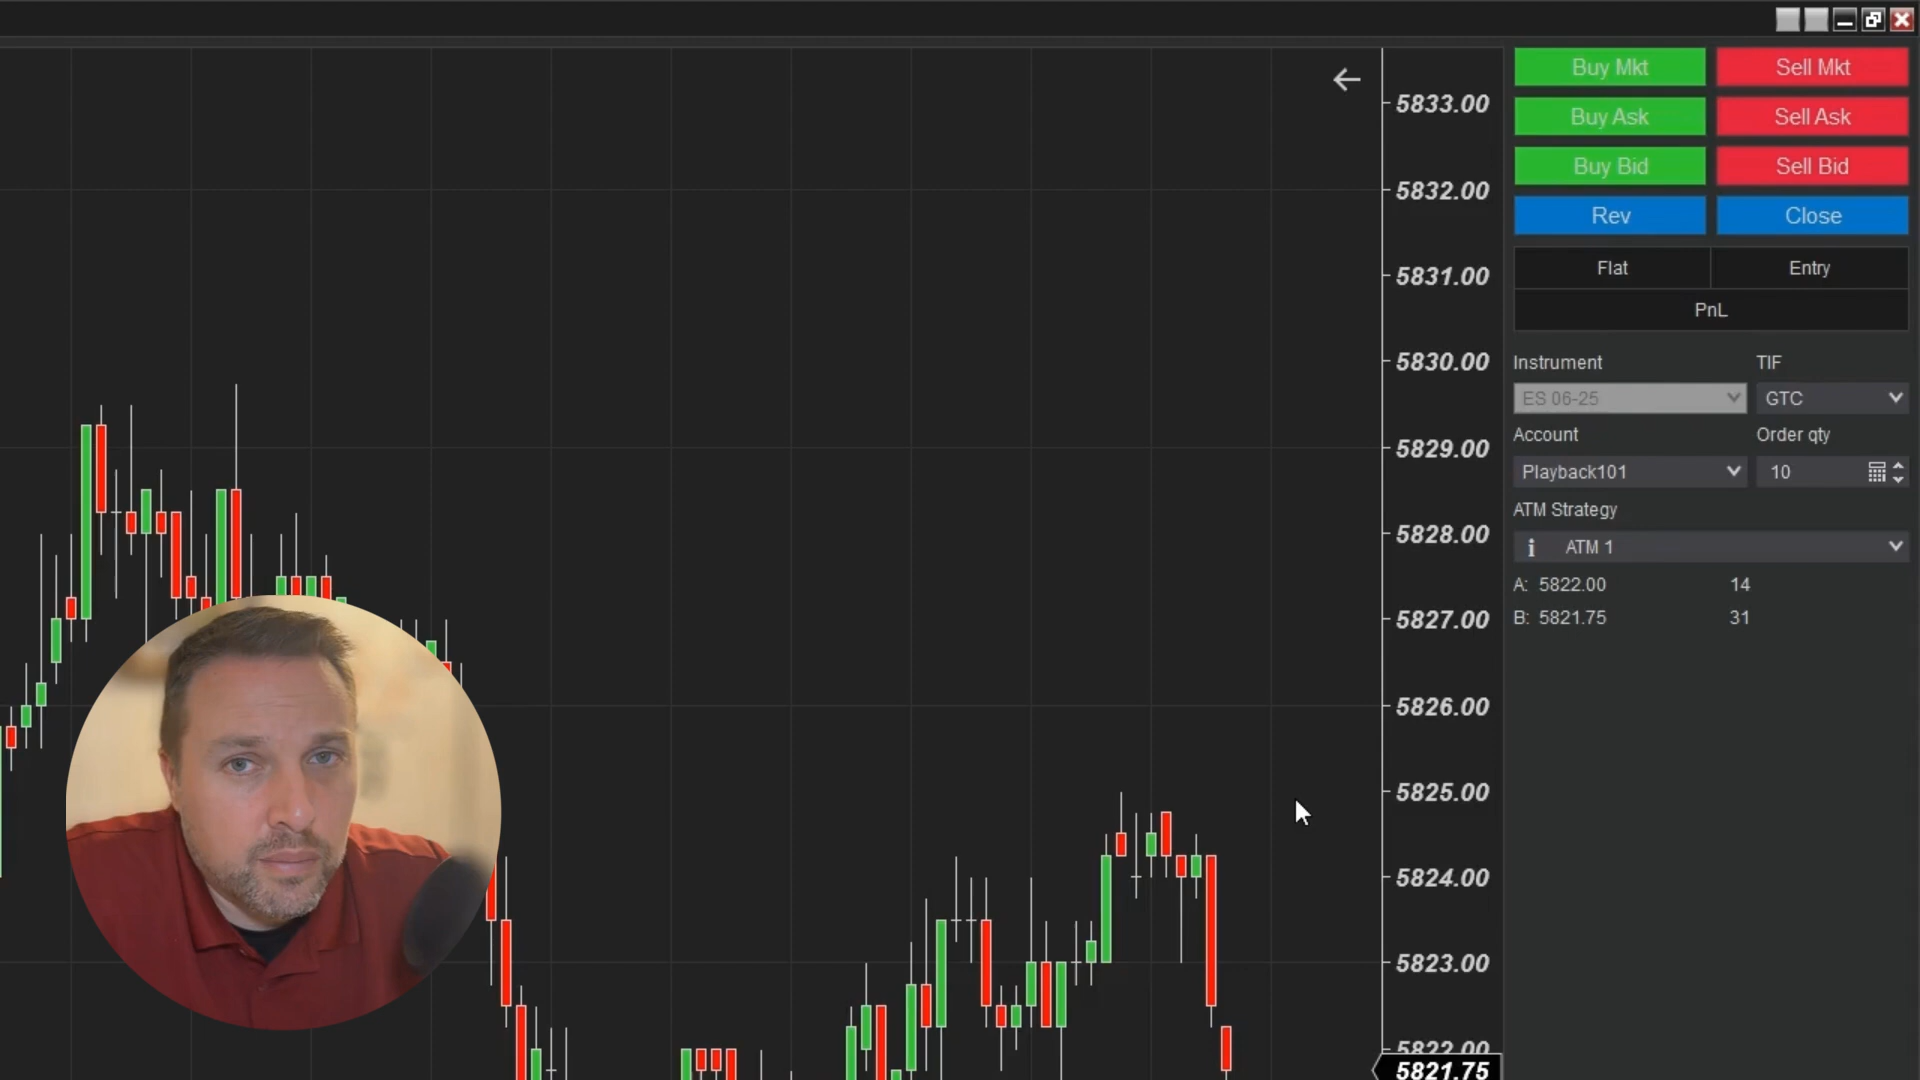 Buy Mkt Sell Mkt
5833.00
Buy Ask Sell Ask
Buy Bid Sell Bid
5832.00
Rev Close
Flat Entry
5831.00
PnL
5830.00
Instrument TIF
ES 06-25 GTC
Account Order qty
5829.00
Playback101 10
ATM Strategy
5828.00
i ATM 1
A: 5822.00 14
B: 5821.75 31
5827.00
5826.00
5825.00
5824.00
5823.00
5822.00
5821.75